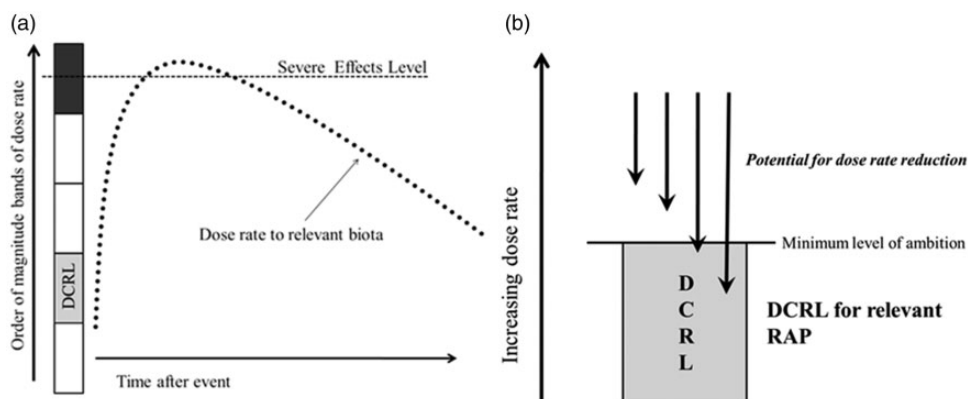 (a)
Order of magnitude bands of dose rate
DCRL
Severe Effects Level
Dose rate to relevant biota
Time after event
(b)
Increasing dose rate
Potential for dose rate reduction
Minimum level of ambition
D
C
R
L
DCRL for relevant
RAP